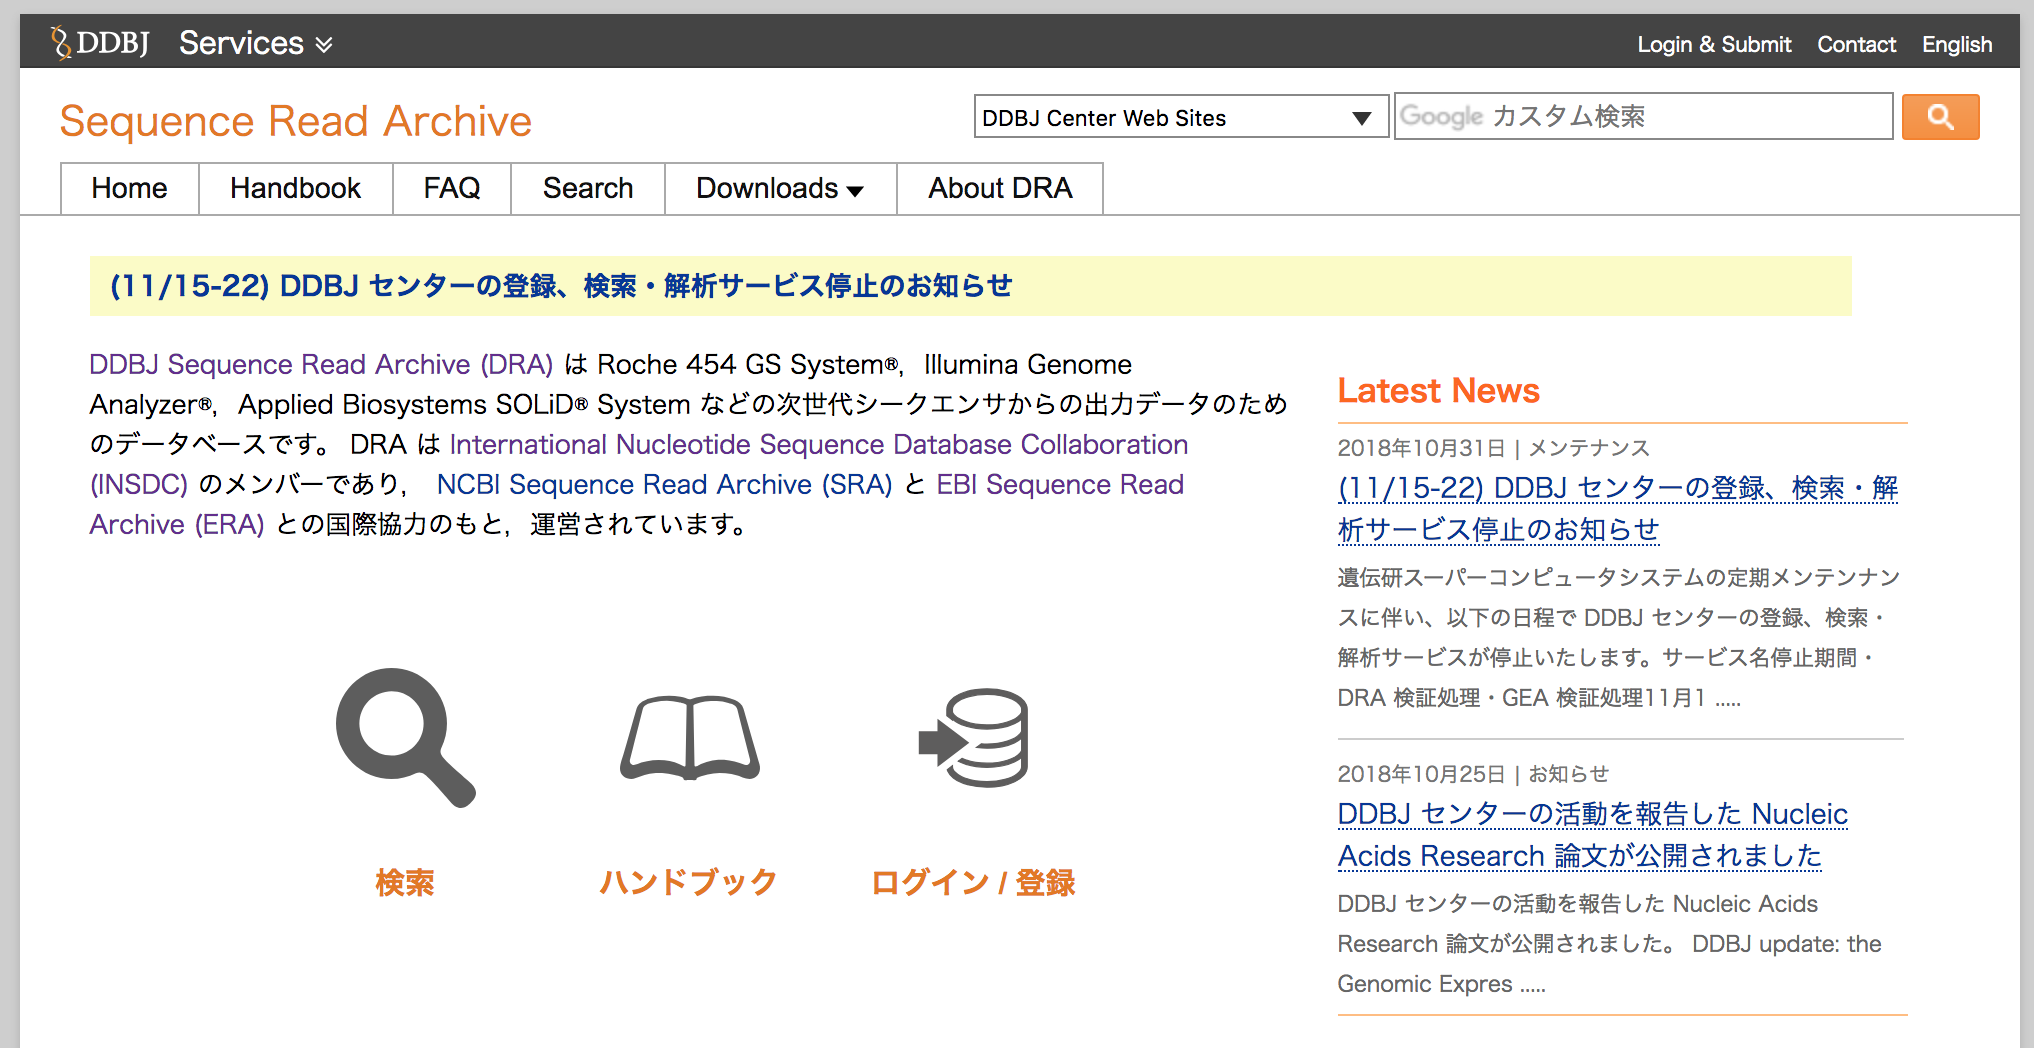 DDBJ Services Login & Submit Contact English
Sequence Read Archive
DDBJ Center Web Sites Google カスタム検索
Home Handbook FAQ Search Downloads About DRA
(11/15-22) DDBJ センターの登録、検索・解析サービス停止のお知らせ
DDBJ Sequence Read Archive (DRA) は Roche 454 GS System®, Illumina Genome
Analyzer®, Applied Biosystems SOLiD® System などの次世代シークエンサからの出力データのため
のデータベースです。 DRA は International Nucleotide Sequence Database Collaboration
(INSDC) のメンバーであり, NCBI Sequence Read Archive (SRA) と EBI Sequence Read
Archive (ERA) との国際協力のもと, 運営されています。
検索
ハンドブック
ログイン / 登録
Latest News
2018年10月31日 | メンテナンス
(11/15-22) DDBJ センターの登録、検索・解
析サービス停止のお知らせ
遺伝研スーパーコンピュータシステムの定期メンテンナン
スに伴い、以下の日程で DDBJ センターの登録、検索・
解析サービスが停止いたします。サービス名停止期間・
DRA 検証処理・GEA 検証処理11月1 .....
2018年10月25日 | お知らせ
DDBJ センターの活動を報告した Nucleic
Acids Research 論文が公開されました
DDBJ センターの活動を報告した Nucleic Acids
Research 論文が公開されました。 DDBJ update: the
Genomic Expres .....